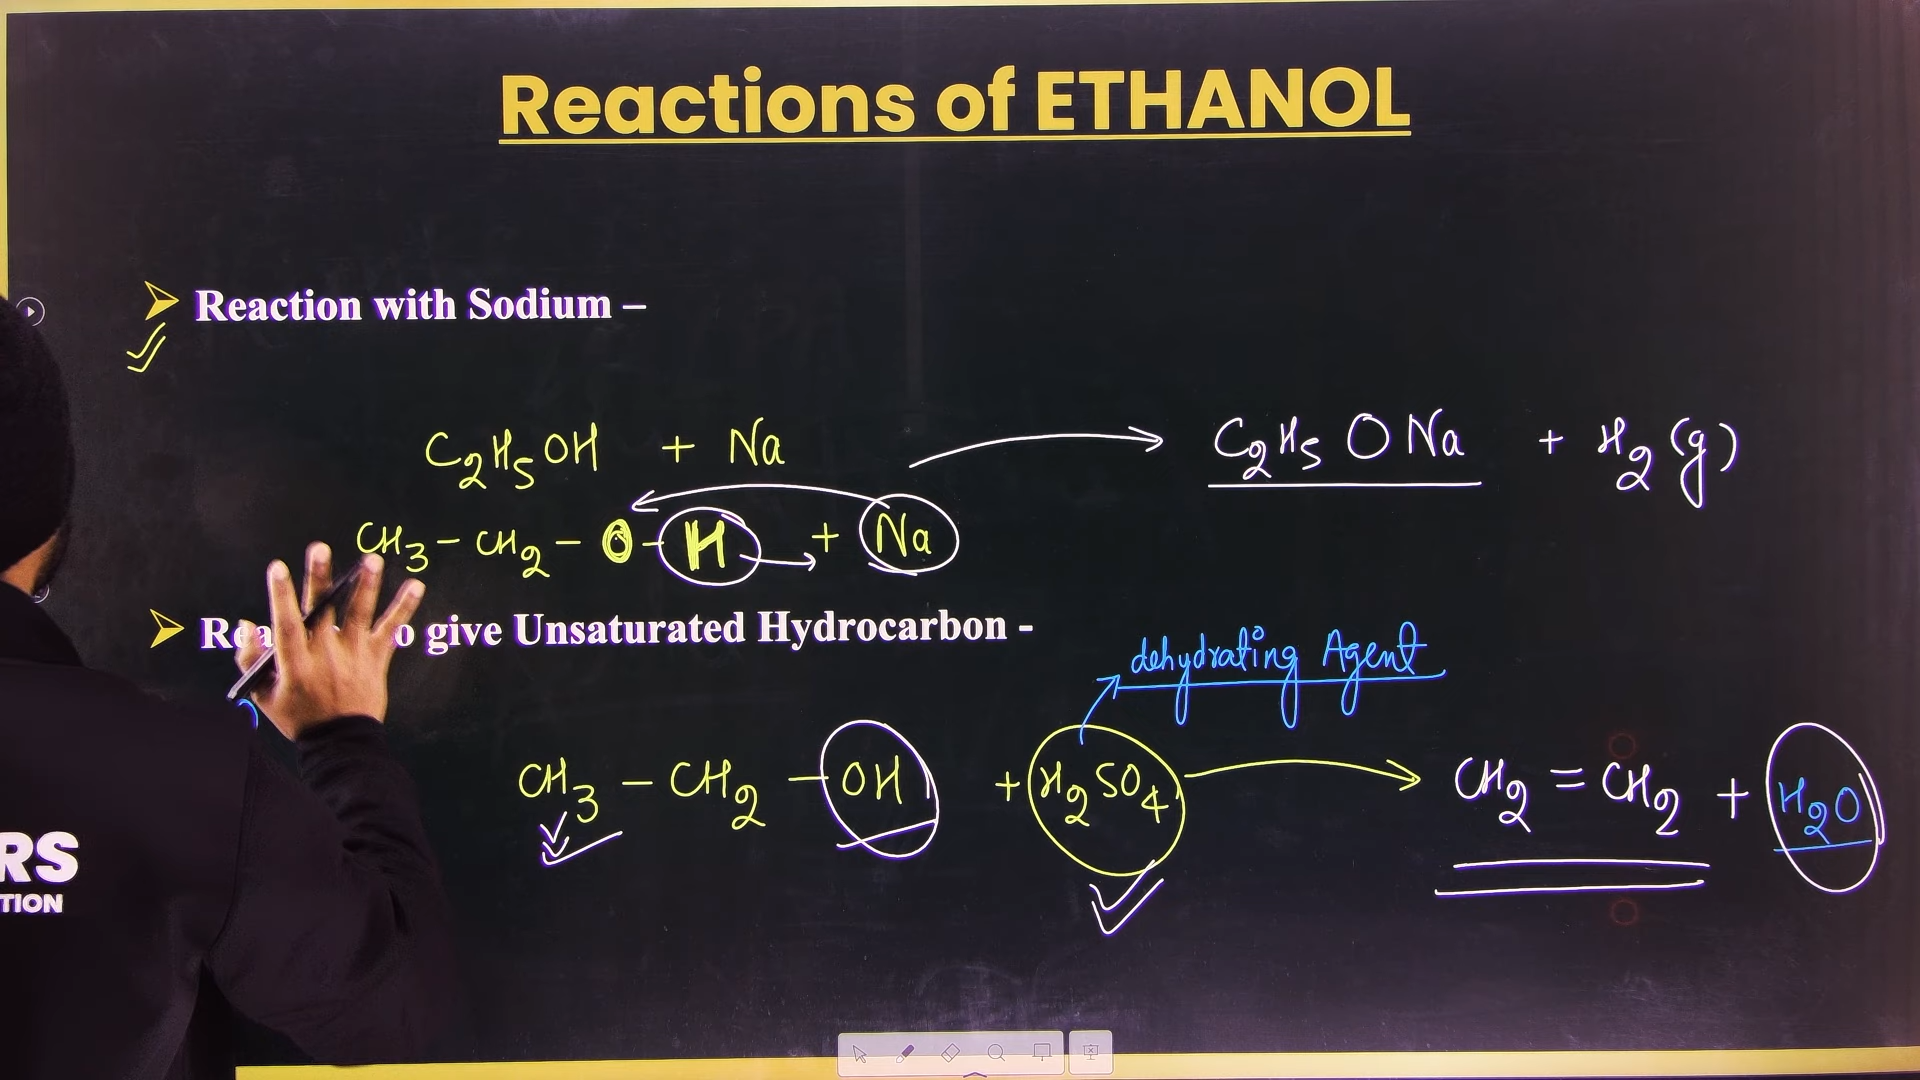 Reactions of ETHANOL
Reaction with Sodium –
C₂H₅OH + Na → C₂H₅ONa + H₂(g)
CH₃ – CH₂ – O – H + Na
give Unsaturated Hydrocarbon -
dehydrating Agent
CH₃ – CH₂ – OH + H₂SO₄ → CH₂ = CH₂ + H₂O
RS
TION